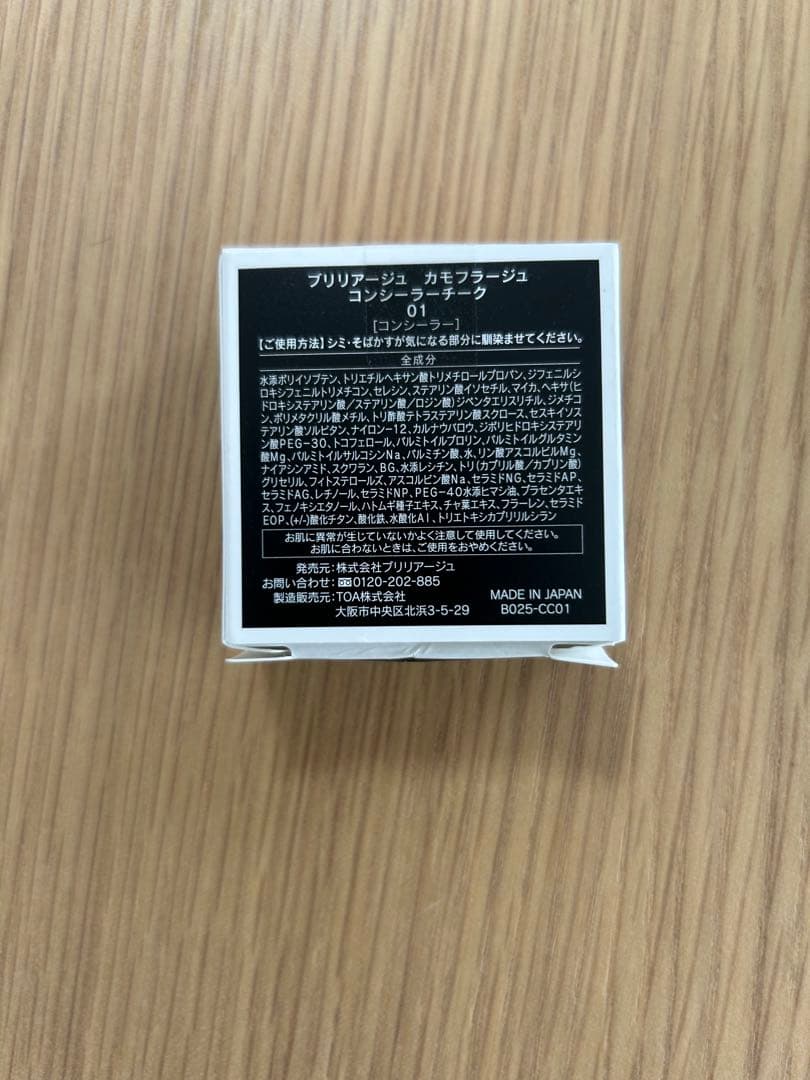 ブリリアージュ カモフラージュ
コンシーラーチーク
01
[コンシーラー]
【ご使用方法】シミ・そばかすが気になる部分に馴染ませてください。
全成分
水添ポリイソブテン、トリエチルヘキサン酸トリメチロールプロパン、ジフェニルシ
ロキシフェニルトリメチコン、セレシン、ステアリン酸イソセチル、マイカ、ヘキサ(ヒ
ドロキシステアリン酸/ステアリン酸/ロジン酸)ジペンタエリスリチル、ジメチコ
ン、ポリメタクリル酸メチル、トリ酢酸テトラステアリン酸スクロース、セスキイソス
テアリン酸ソルビタン、ナイロン-12、カルナウバロウ、ジポリヒドロキシステアリ
ン酸PEG-30、トコフェロール、パルミトイルプロリン、パルミトイルグルタミン
酸Mg、パルミトイルサルコシンNa、パルミチン酸、水、リン酸アスコルビルMg、
ナイアシンアミド、スクワラン、BG、水添レシチン、トリ(カプリル酸/カプリン酸)
グリセリル、フィトステロールズ、アスコルビン酸Na、セラミドNG、セラミドAP、
セラミドAG、レチノール、セラミドNP、PEG-40水添ヒマシ油、プラセンタエキ
ス、フェノキシエタノール、ハトムギ種子エキス、チャ葉エキス、フラーレン、セラミド
EOP、(+/-)酸化チタン、酸化鉄、水酸化Al、トリエトキシカプリリルシラン
お肌に異常が生じていないかよく注意して使用してください。
お肌に合わないときは、ご使用をおやめください。
発売元:株式会社ブリリアージュ
お問い合わせ:0120-202-885
製造販売元:TOA株式会社 MADE IN JAPAN
大阪市中央区北浜3-5-29 B025-CC01